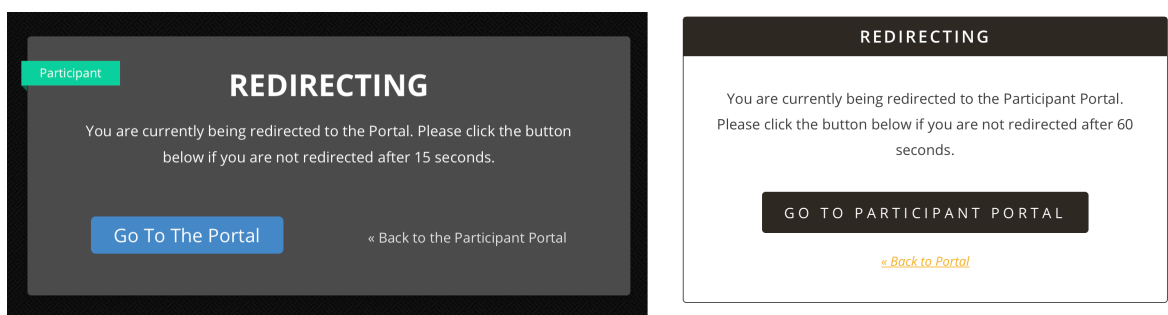 Participant
REDIRECTING
You are currently being redirected to the Portal. Please click the button
below if you are not redirected after 15 seconds.
Go To The Portal
« Back to the Participant Portal
REDIRECTING
You are currently being redirected to the Participant Portal.
Please click the button below if you are not redirected after 60
seconds.
GO TO PARTICIPANT PORTAL
« Back to Portal